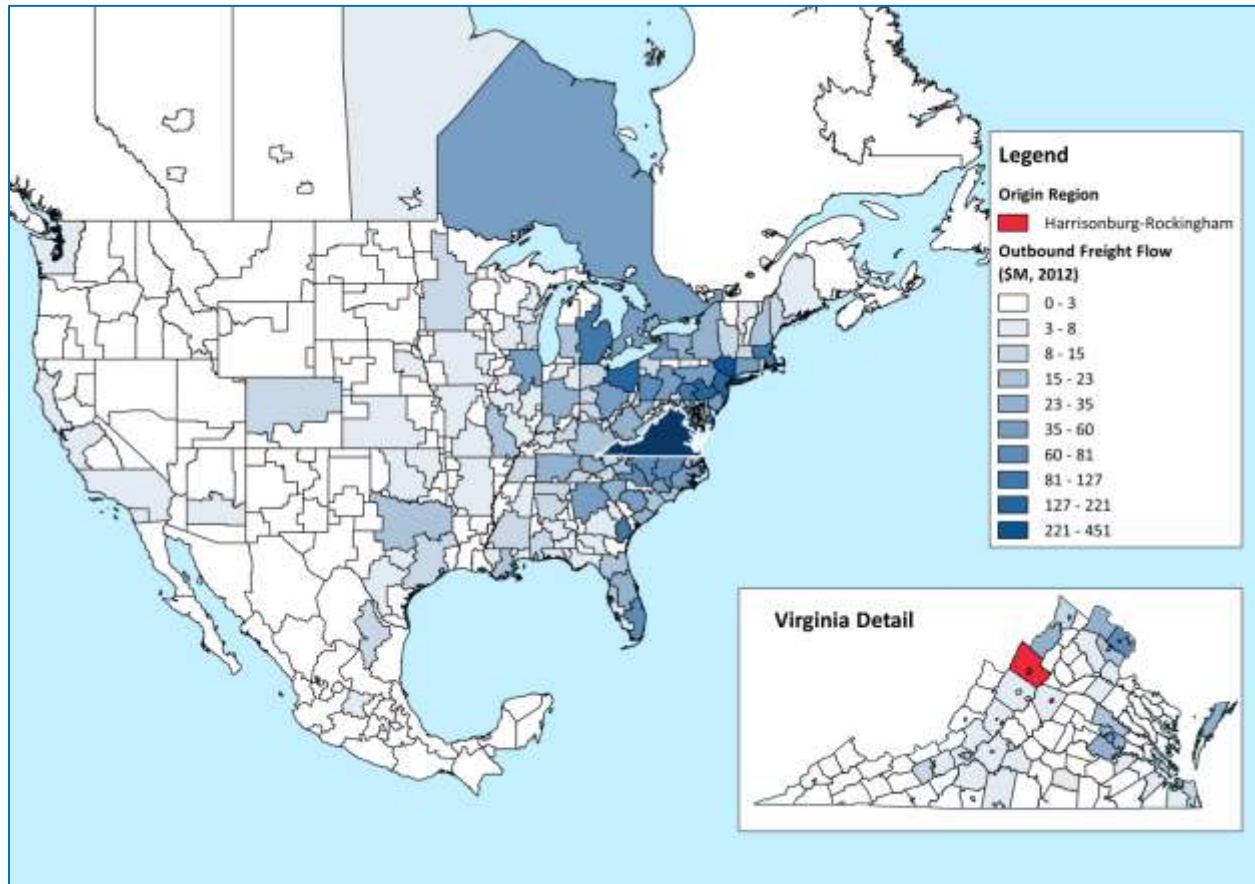 Legend
Origin Region
Harrisonburg-Rockingham
Outbound Freight Flow
($M, 2012)
0 - 3
3 - 8
8 - 15
15 - 23
23 - 35
35 - 60
60 - 81
81 - 127
127 - 221
221 - 451
Virginia Detail